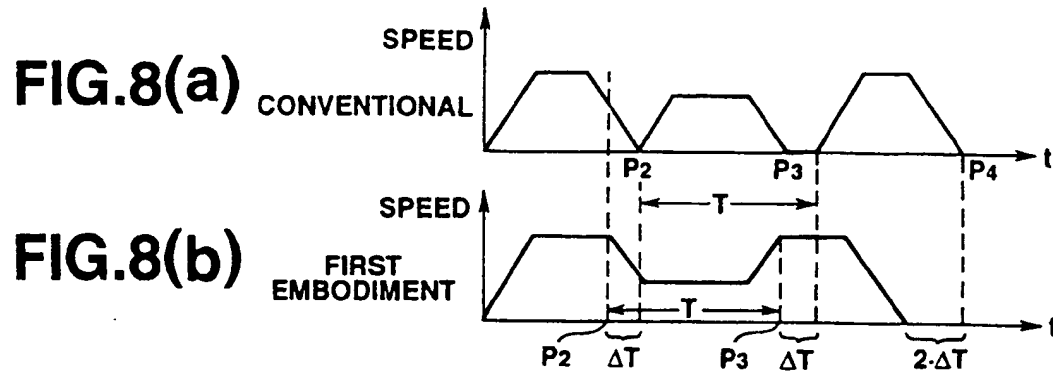 FIG.8(a)
SPEED
CONVENTIONAL
P2
P3
P4
t
T
FIG.8(b)
SPEED
FIRST
EMBODIMENT
T
t
P2
ΔT
P3
ΔT
2·ΔT